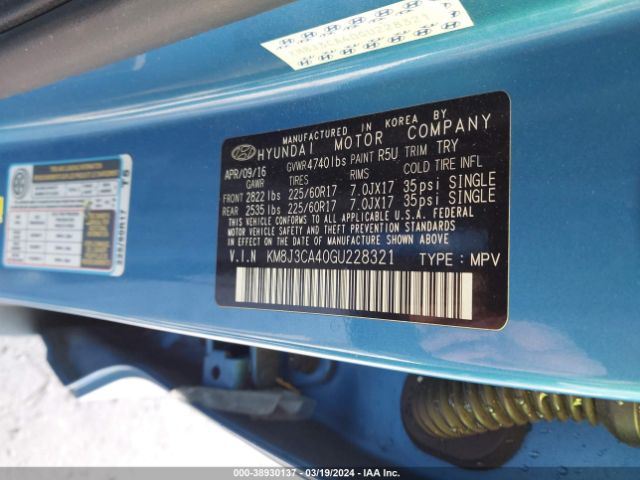 MANUFACTURED IN KOREA BY
HYUNDAI MOTOR COMPANY
APR/09/16 GVWR 4740lbs PAINT R5U TRIM TRY
GAWR TIRES RIMS COLD TIRE INFL
FRONT 2822 lbs 225/60R17 7.0JX17 35psi SINGLE
REAR 2535 lbs 225/60R17 7.0JX17 35psi SINGLE
THIS VEHICLE CONFORMS TO ALL APPLICABLE U.S.A. FEDERAL
MOTOR VEHICLE SAFETY AND THEFT PREVENTION STANDARDS
IN EFFECT ON THE DATE OF MANUFACTURE SHOWN ABOVE.
V.I.N KM8J3CA40GU228321 TYPE : MPV
225/60R17
000-38930137 - 03/19/2024 - IAA Inc.